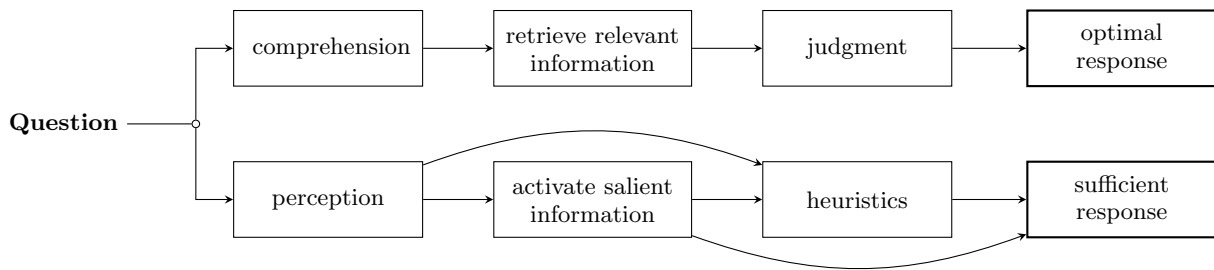 Question
comprehension
retrieve relevant
information
judgment
optimal
response
perception
activate salient
information
heuristics
sufficient
response